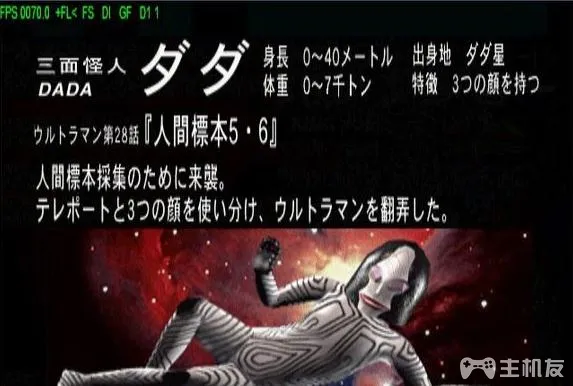 FPS 0070.0 +FL< FS DI GF D1 1
三面怪人 ダダ
DADA
身長 0～40メートル 出身地 ダダ星
体重 0～7千トン 特徴 3つの顔を持つ
ウルトラマン第28話『人間標本5・6』
人間標本採集のために来襲。
テレポートと3つの顔を使い分け、ウルトラマンを翻弄した。
主机友